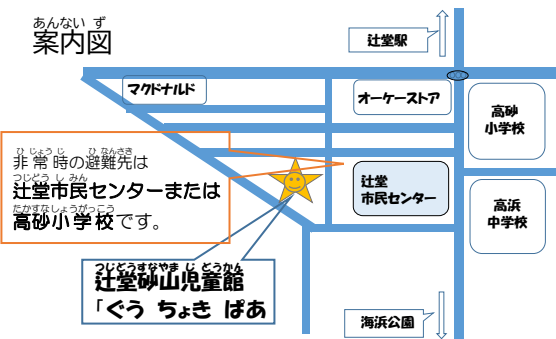 あんない ず
案内図
辻堂駅
マクドナルド
オーケーストア
高砂
小学校
ひじょうじ ひなんさき
非常時の避難先は
つじどう し みん
辻堂市民センターまたは
たかすなしょうがっこう
高砂小学校です。
辻堂
市民センター
高浜
中学校
つじどうすなやま じ どうかん
辻堂砂山児童館
「ぐう ちょき ぱあ
海浜公園